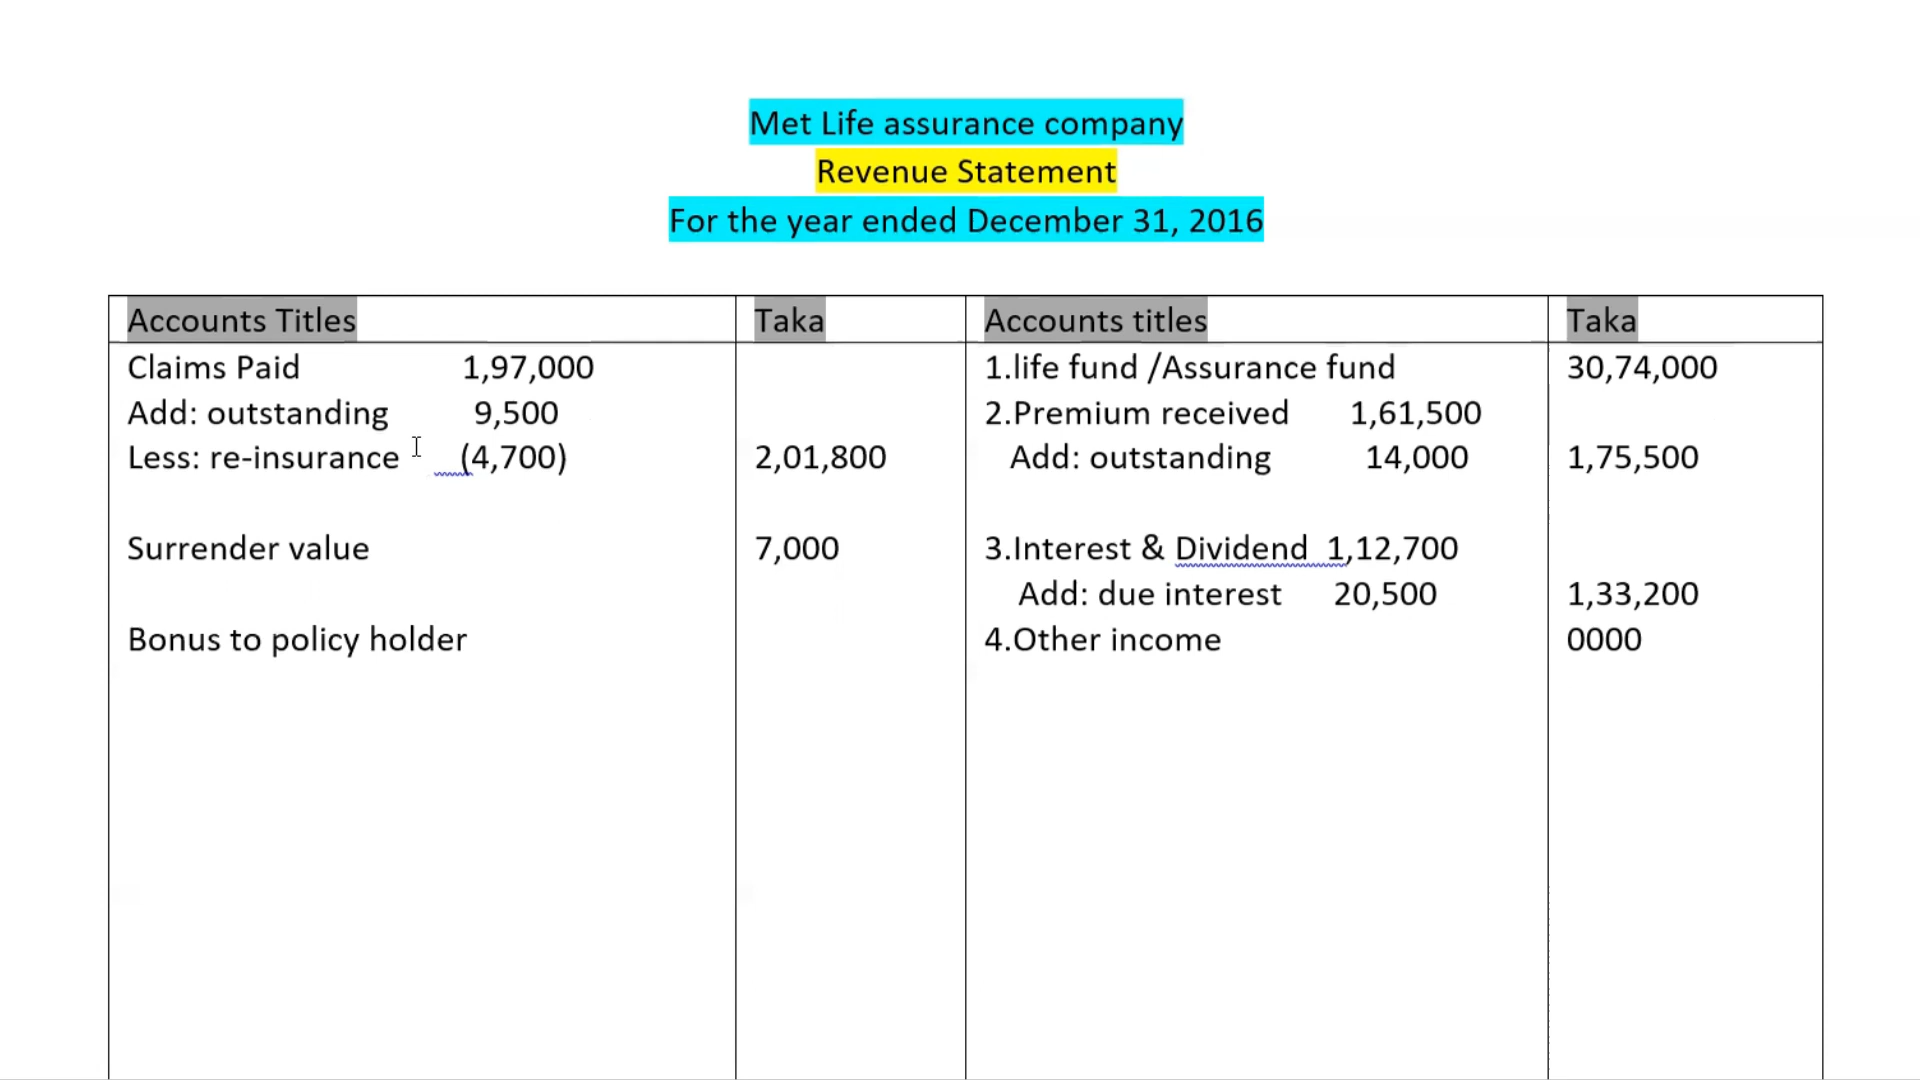 Met Life assurance company
Revenue Statement
For the year ended December 31, 2016
Accounts Titles Taka Accounts titles Taka
Claims Paid 1,97,000 1.life fund /Assurance fund 30,74,000
Add: outstanding 9,500 2.Premium received 1,61,500
Less: re-insurance (4,700) 2,01,800 Add: outstanding 14,000 1,75,500
Surrender value 7,000 3.Interest & Dividend 1,12,700
Add: due interest 20,500 1,33,200
Bonus to policy holder 4.Other income 0000